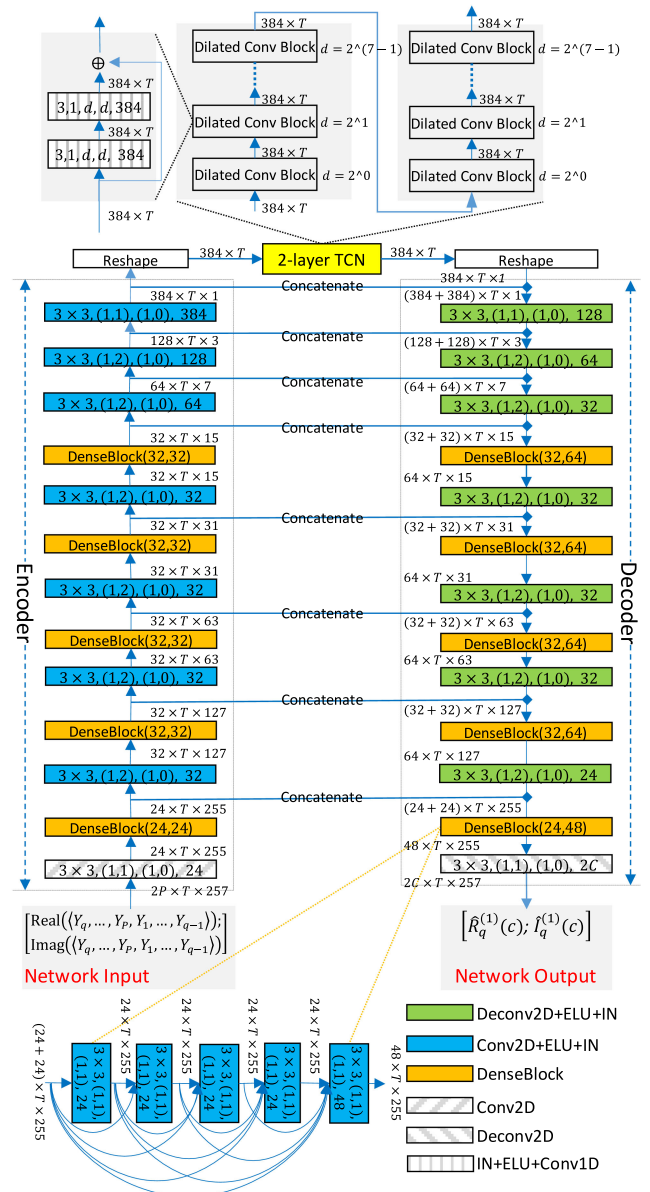 384 × T
384 × T
3,1, d, d, 384
384 × T
3,1, d, d, 384
384 × T
384 × T
Dilated Conv Block d = 2^(7−1)
384 × T
Dilated Conv Block d = 2^1
384 × T
Dilated Conv Block d = 2^0
384 × T
384 × T
Dilated Conv Block d = 2^(7−1)
384 × T
Dilated Conv Block d = 2^1
384 × T
Dilated Conv Block d = 2^0
Reshape 384 × T 2-layer TCN 384 × T Reshape
Encoder
384 × T × 1
3 × 3, (1,1), (1,0), 384
128 × T × 3
3 × 3, (1,2), (1,0), 128
64 × T × 7
3 × 3, (1,2), (1,0), 64
32 × T × 15
DenseBlock(32,32)
32 × T × 15
3 × 3, (1,2), (1,0), 32
32 × T × 31
DenseBlock(32,32)
32 × T × 31
3 × 3, (1,2), (1,0), 32
32 × T × 63
DenseBlock(32,32)
32 × T × 63
3 × 3, (1,2), (1,0), 32
32 × T × 127
DenseBlock(32,32)
32 × T × 127
3 × 3, (1,2), (1,0), 32
24 × T × 255
DenseBlock(24,24)
24 × T × 255
3 × 3, (1,1), (1,0), 24
2P × T × 257
[Real(⟨Y_q, … , Y_P, Y_1, … , Y_{q−1}⟩);
Imag(⟨Y_q, … , Y_P, Y_1, … , Y_{q−1}⟩)]
Network Input
Concatenate
Concatenate
Concatenate
Concatenate
Concatenate
Concatenate
Concatenate
Concatenate
Decoder
384 × T × 1
(384 + 384) × T × 1
3 × 3, (1,1), (1,0), 128
(128 + 128) × T × 3
3 × 3, (1,2), (1,0), 64
(64 + 64) × T × 7
3 × 3, (1,2), (1,0), 32
(32 + 32) × T × 15
DenseBlock(32,64)
64 × T × 15
3 × 3, (1,2), (1,0), 32
(32 + 32) × T × 31
DenseBlock(32,64)
64 × T × 31
3 × 3, (1,2), (1,0), 32
(32 + 32) × T × 63
DenseBlock(32,64)
64 × T × 63
3 × 3, (1,2), (1,0), 32
(32 + 32) × T × 127
DenseBlock(32,64)
64 × T × 127
3 × 3, (1,2), (1,0), 24
(24 + 24) × T × 255
DenseBlock(24,48)
48 × T × 255
3 × 3, (1,1), (1,0), 2C
2C × T × 257
[R̂_q^(1)(c); Î_q^(1)(c)]
Network Output
(24 + 24) × T × 255
3 × 3, (1,1), (1,1), 24
24 × T × 255
3 × 3, (1,1), (1,1), 24
24 × T × 255
3 × 3, (1,1), (1,1), 24
24 × T × 255
3 × 3, (1,1), (1,1), 24
24 × T × 255
3 × 3, (1,1), (1,1), 48
48 × T × 255
Deconv2D+ELU+IN
Conv2D+ELU+IN
DenseBlock
Conv2D
Deconv2D
IN+ELU+Conv1D